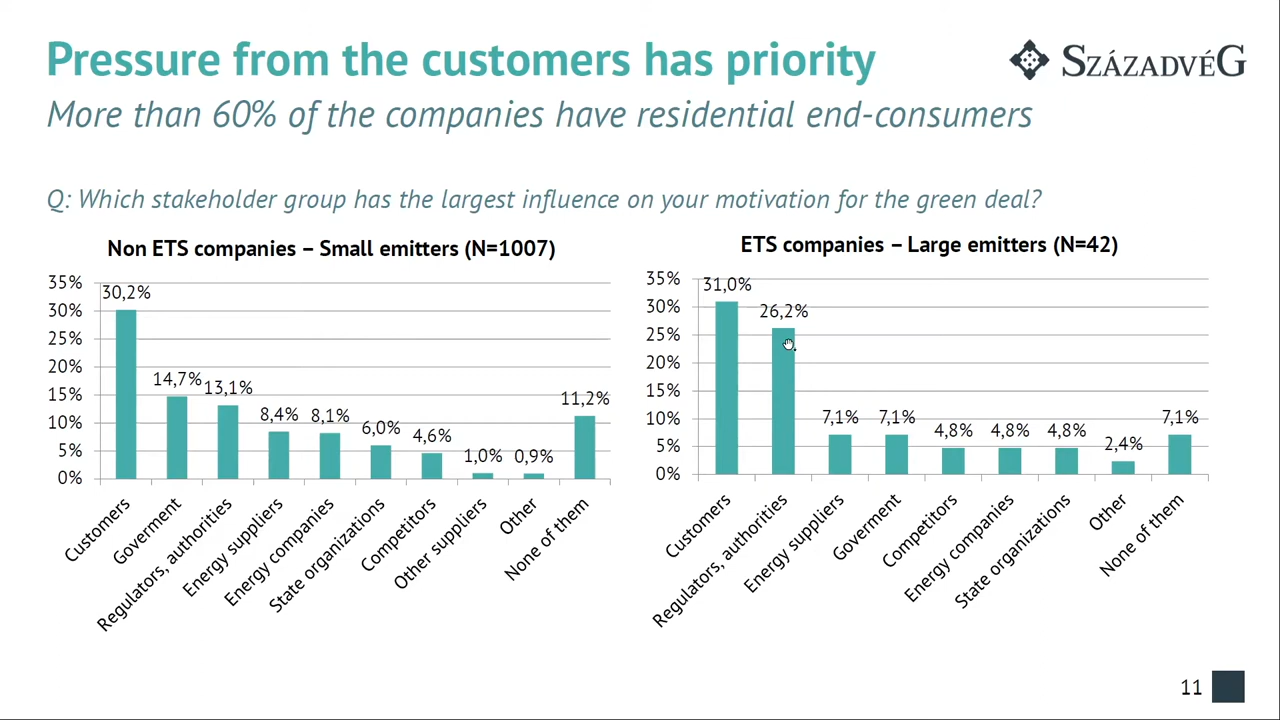 Pressure from the customers has priority
SZÁZADVÉG
More than 60% of the companies have residential end-consumers
Q: Which stakeholder group has the largest influence on your motivation for the green deal?
Non ETS companies – Small emitters (N=1007)
35%
30%
25%
20%
15%
10%
5%
0%
30,2%
14,7%
13,1%
8,4%
8,1%
6,0%
4,6%
1,0%
0,9%
11,2%
Customers
Goverment
Regulators, authorities
Energy suppliers
Energy companies
State organizations
Competitors
Other suppliers
Other
None of them
ETS companies – Large emitters (N=42)
35%
30%
25%
20%
15%
10%
5%
0%
31,0%
26,2%
7,1%
7,1%
4,8%
4,8%
4,8%
2,4%
7,1%
Customers
Regulators, authorities
Energy suppliers
Goverment
Competitors
Energy companies
State organizations
Other
None of them
11